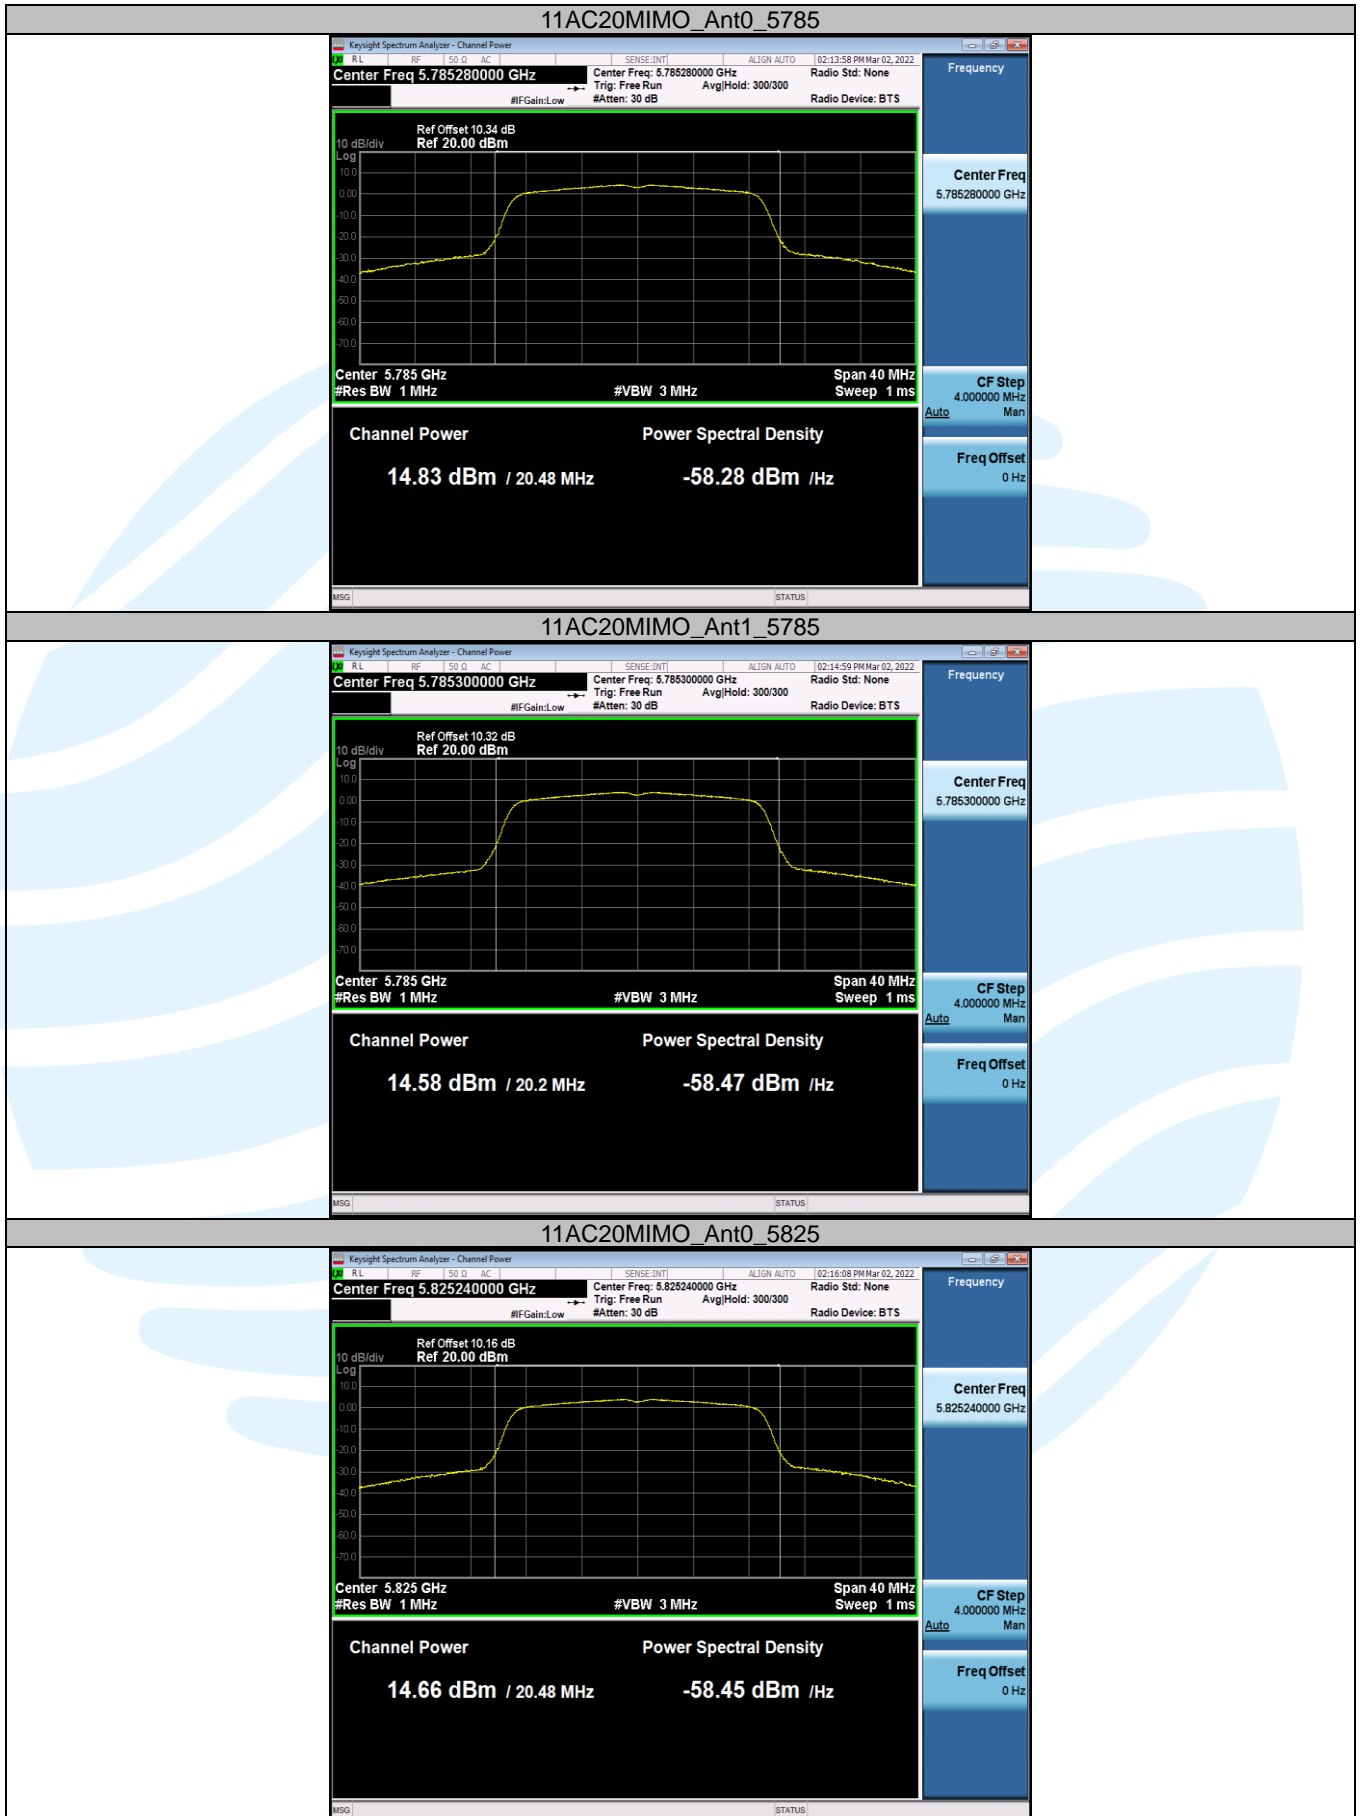 11AC20MIMO_Ant0_5785
Keysight Spectrum Analyzer - Channel Power
LXI RL RF 50 Ω AC SENSE:INT ALIGN AUTO 02:13:58 PM Mar 02, 2022
Center Freq 5.785280000 GHz
Center Freq: 5.785280000 GHz
Radio Std: None
Trig: Free Run
Avg|Hold: 300/300
#IFGain:Low
#Atten: 30 dB
Radio Device: BTS
Frequency
Ref Offset 10.34 dB
10 dB/div
Ref 20.00 dBm
Log
10.0
0.00
-10.0
-20.0
-30.0
-40.0
-50.0
-60.0
-70.0
Center Freq
5.785280000 GHz
Center 5.785 GHz
Span 40 MHz
#Res BW 1 MHz
#VBW 3 MHz
Sweep 1 ms
CF Step
4.000000 MHz
Auto Man
Channel Power
Power Spectral Density
14.83 dBm / 20.48 MHz
-58.28 dBm /Hz
Freq Offset
0 Hz
MSG
STATUS
11AC20MIMO_Ant1_5785
Keysight Spectrum Analyzer - Channel Power
LXI RL RF 50 Ω AC SENSE:INT ALIGN AUTO 02:14:59 PM Mar 02, 2022
Center Freq 5.785300000 GHz
Center Freq: 5.785300000 GHz
Radio Std: None
Trig: Free Run
Avg|Hold: 300/300
#IFGain:Low
#Atten: 30 dB
Radio Device: BTS
Frequency
Ref Offset 10.32 dB
10 dB/div
Ref 20.00 dBm
Log
10.0
0.00
-10.0
-20.0
-30.0
-40.0
-50.0
-60.0
-70.0
Center Freq
5.785300000 GHz
Center 5.785 GHz
Span 40 MHz
#Res BW 1 MHz
#VBW 3 MHz
Sweep 1 ms
CF Step
4.000000 MHz
Auto Man
Channel Power
Power Spectral Density
14.58 dBm / 20.2 MHz
-58.47 dBm /Hz
Freq Offset
0 Hz
MSG
STATUS
11AC20MIMO_Ant0_5825
Keysight Spectrum Analyzer - Channel Power
LXI RL RF 50 Ω AC SENSE:INT ALIGN AUTO 02:16:08 PM Mar 02, 2022
Center Freq 5.825240000 GHz
Center Freq: 5.825240000 GHz
Radio Std: None
Trig: Free Run
Avg|Hold: 300/300
#IFGain:Low
#Atten: 30 dB
Radio Device: BTS
Frequency
Ref Offset 10.16 dB
10 dB/div
Ref 20.00 dBm
Log
10.0
0.00
-10.0
-20.0
-30.0
-40.0
-50.0
-60.0
-70.0
Center Freq
5.825240000 GHz
Center 5.825 GHz
Span 40 MHz
#Res BW 1 MHz
#VBW 3 MHz
Sweep 1 ms
CF Step
4.000000 MHz
Auto Man
Channel Power
Power Spectral Density
14.66 dBm / 20.48 MHz
-58.45 dBm /Hz
Freq Offset
0 Hz
MSG
STATUS